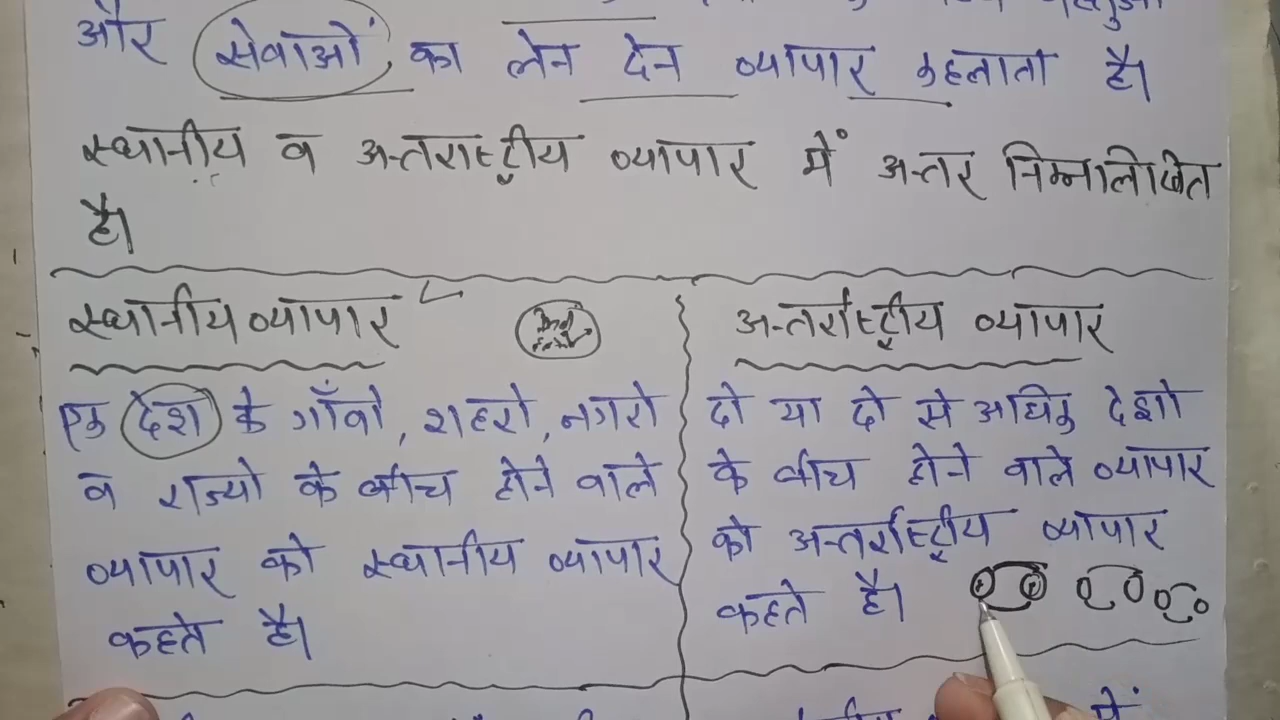 और सेवाओं का लेन देन व्यापार कहलाता है।
स्थानीय व अन्तराष्ट्रीय व्यापार में अन्तर निम्नलिखित
है।
स्थानीय व्यापार
एक देश के गाँवो, शहरो, नगरो
व राज्यो के बीच होने वाले
व्यापार को स्थानीय व्यापार
कहते है।
अन्तर्राष्ट्रीय व्यापार
दो या दो से अधिक देशो
के बीच होने वाले व्यापार
को अन्तर्राष्ट्रीय व्यापार
कहते है।
में